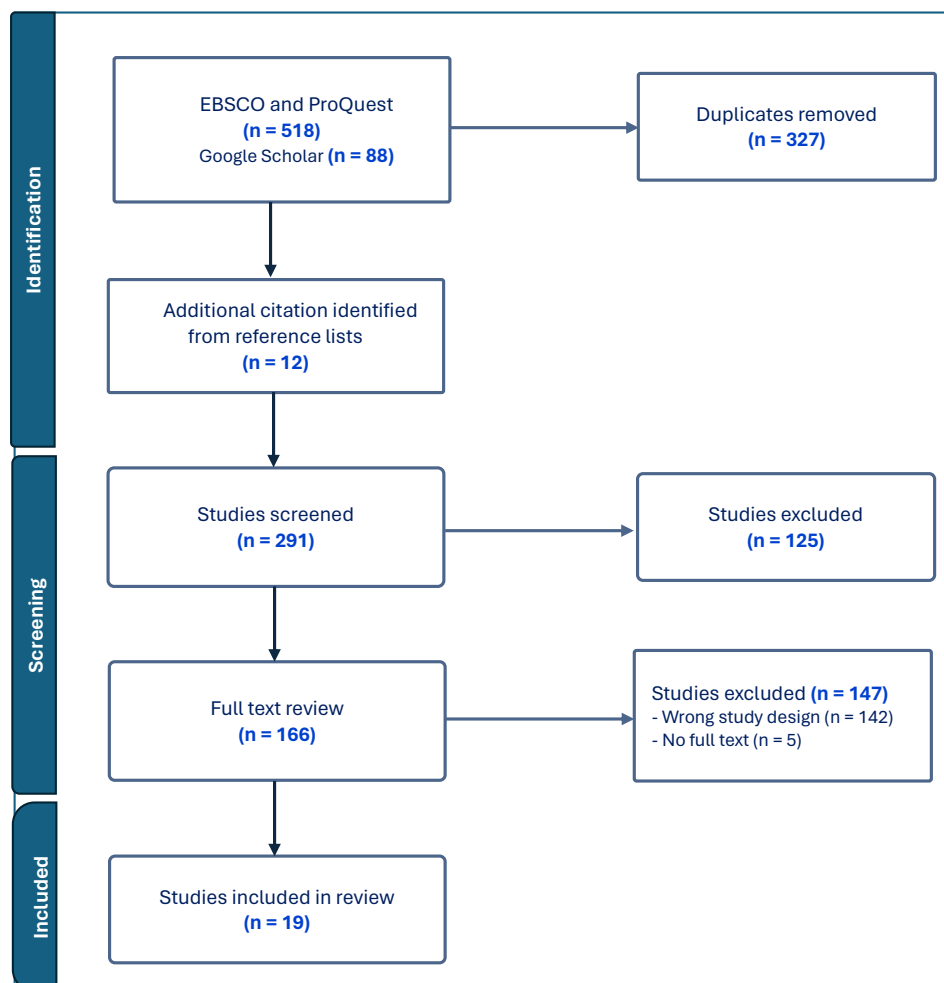 Identification
EBSCO and ProQuest
(n = 518)
Google Scholar (n = 88)
Duplicates removed
(n = 327)
Additional citation identified
from reference lists
(n = 12)
Screening
Studies screened
(n = 291)
Studies excluded
(n = 125)
Full text review
(n = 166)
Studies excluded (n = 147)
- Wrong study design (n = 142)
- No full text (n = 5)
Included
Studies included in review
(n = 19)